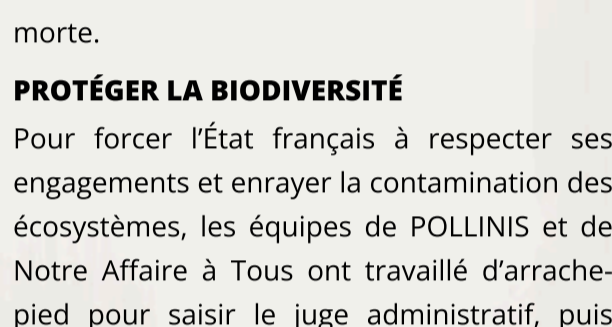 morte.
PROTÉGER LA BIODIVERSITÉ
Pour forcer l’État français à respecter ses
engagements et enrayer la contamination des
écosystèmes, les équipes de POLLINIS et de
Notre Affaire à Tous ont travaillé d’arrache-
pied pour saisir le juge administratif, puis